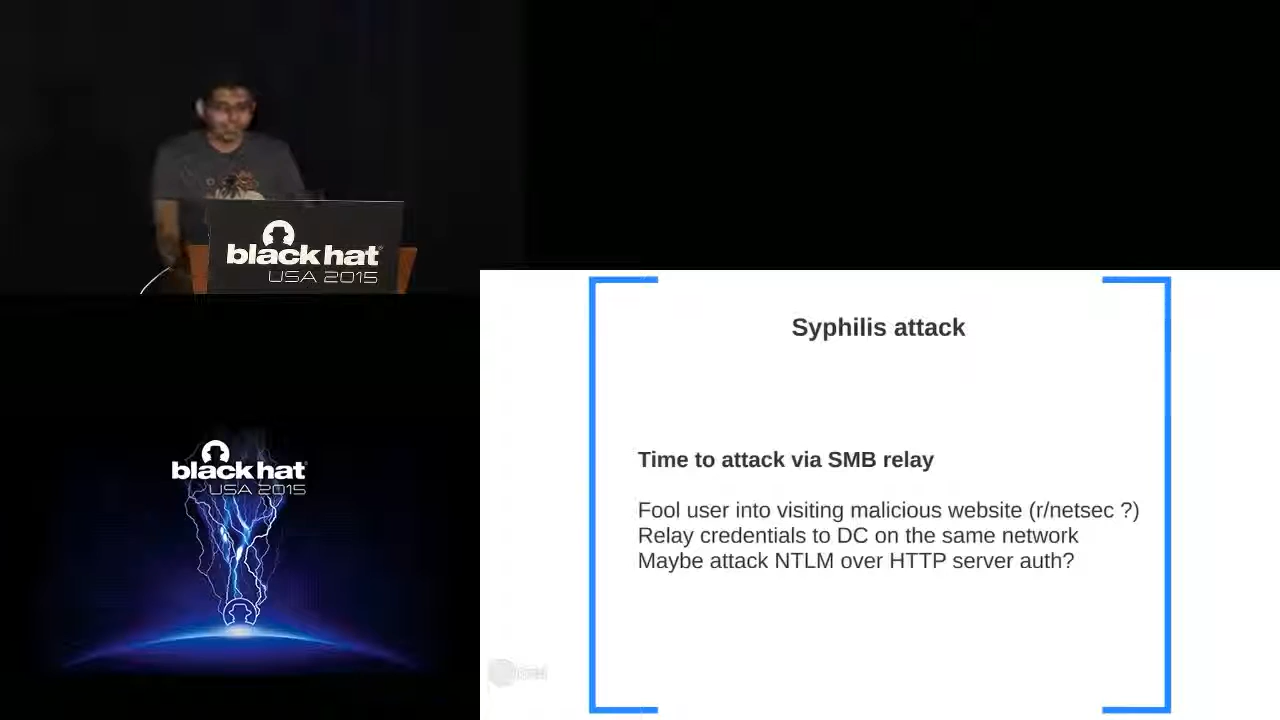 black hat
USA 2015
Syphilis attack
Time to attack via SMB relay
Fool user into visiting malicious website (r/netsec ?)
Relay credentials to DC on the same network
Maybe attack NTLM over HTTP server auth?
black hat
USA 2015